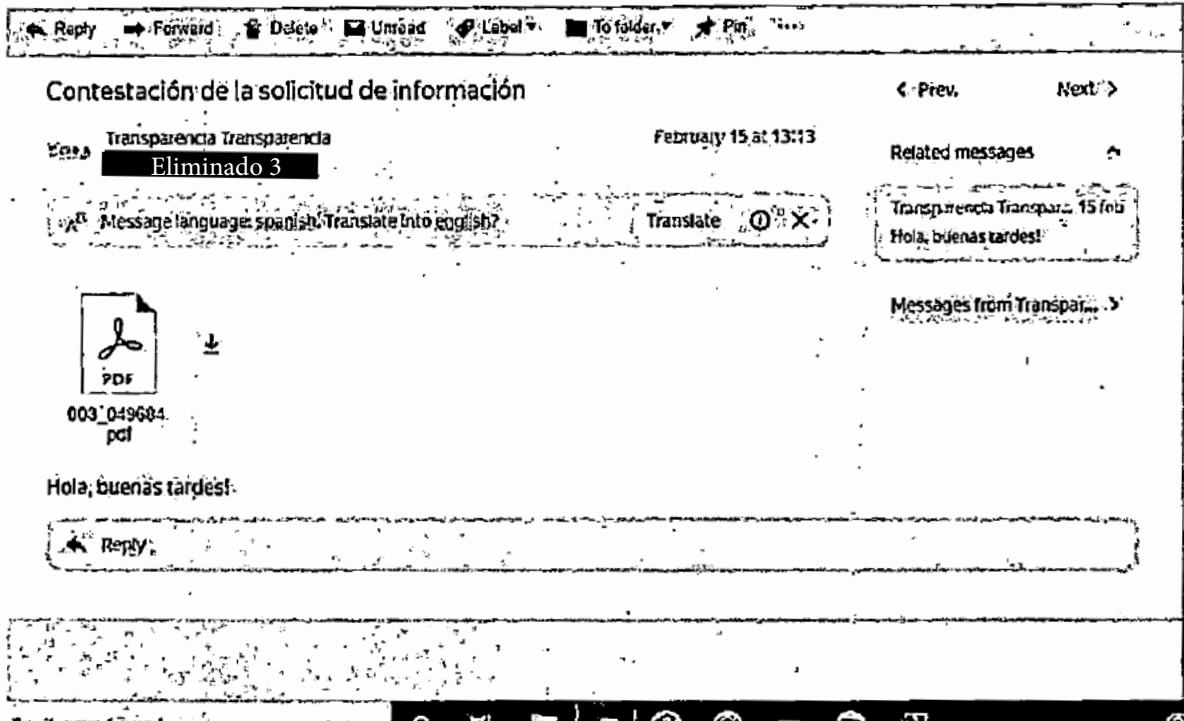 Reply Forward Delete Unread Label To folder Pin
Contestación de la solicitud de información
< Prev. Next >
Transparencia Transparencia
February 15 at 13:13
Eliminado 3
Related messages
Message language: spanish. Translate into english?
Translate
Transparencia Transpar... 15 feb
Hola, buenas tardes!
Messages from Transpar... >
PDF
003_049684.
pdf
Hola, buenas tardes!
Reply